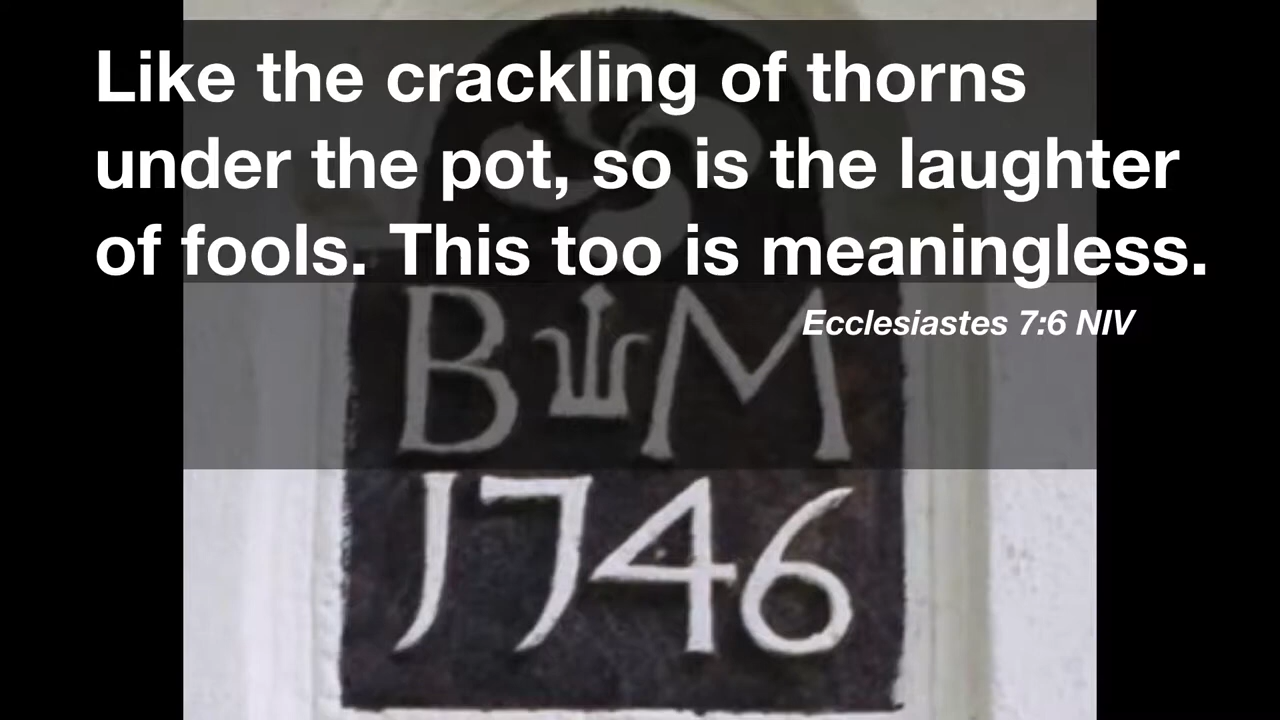 Like the crackling of thorns
under the pot, so is the laughter
of fools. This too is meaningless.
Ecclesiastes 7:6 NIV
B M
1746